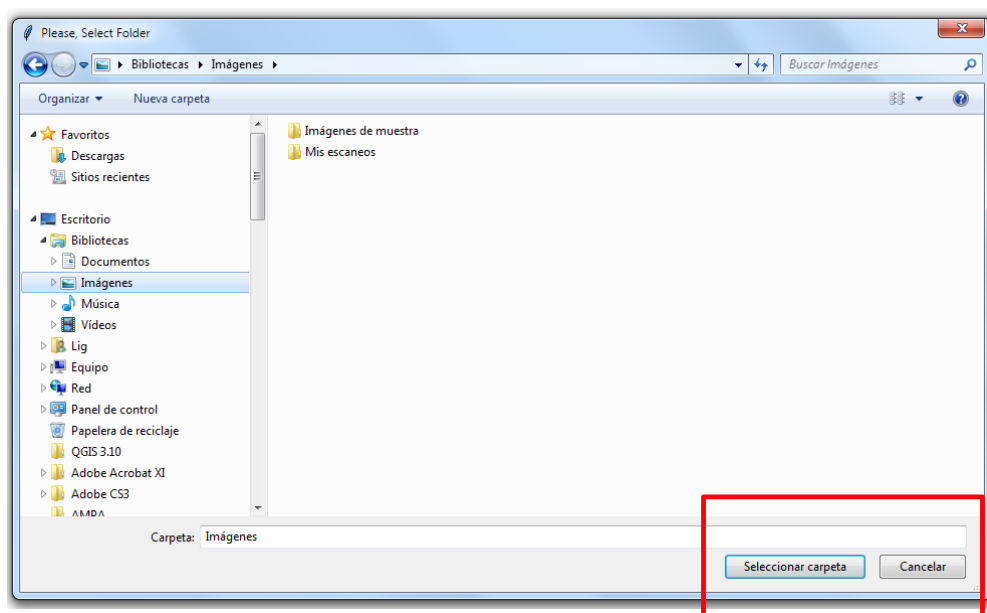 Please, Select Folder
Bibliotecas Imágenes
Buscar Imágenes
Organizar Nueva carpeta
Favoritos
Descargas
Sitios recientes
Escritorio
Bibliotecas
Documentos
Imágenes
Música
Vídeos
Lig
Equipo
Red
Panel de control
Papelera de reciclaje
QGIS 3.10
Adobe Acrobat XI
Adobe CS3
AMPA
Imágenes de muestra
Mis escaneos
Carpeta: Imágenes
Seleccionar carpeta Cancelar